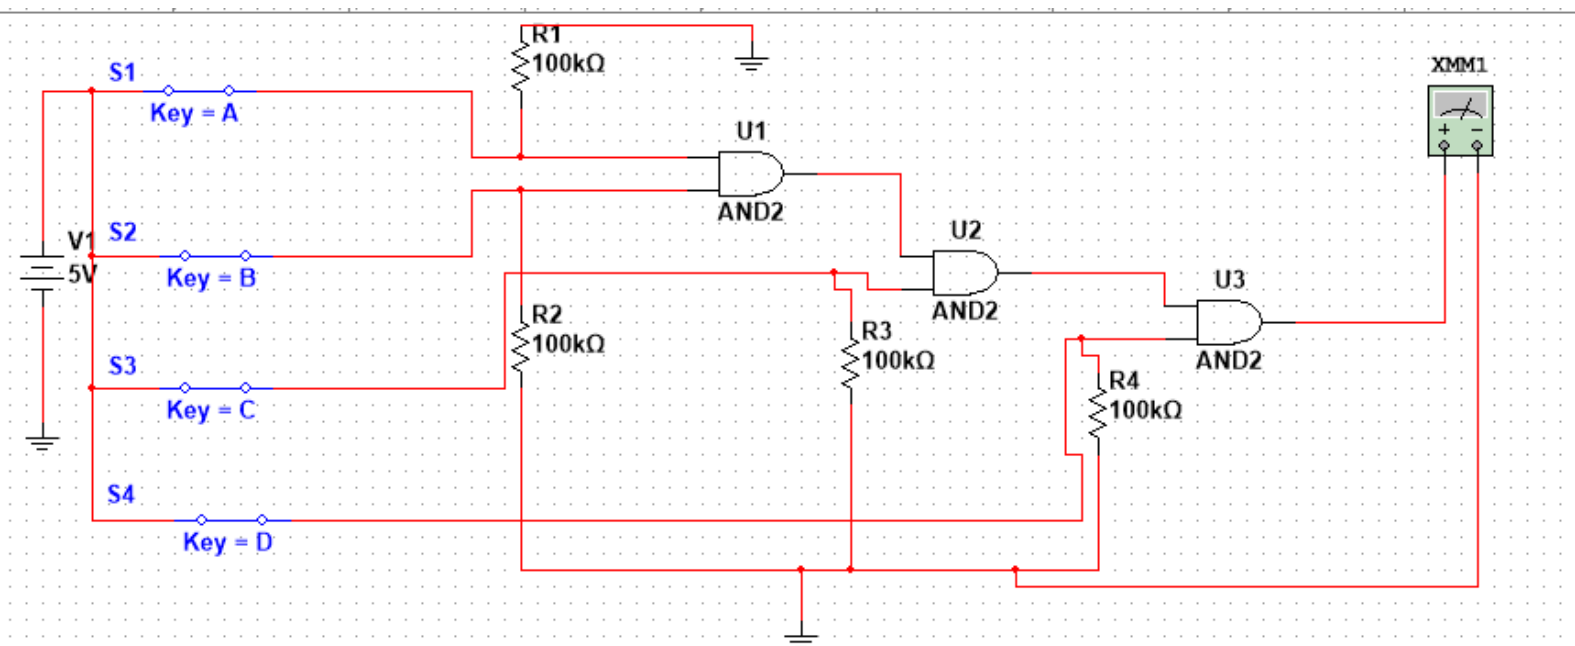 R1
100kΩ
XMM1
S1
Key = A
U1
AND2
S2
V1
5V
Key = B
U2
AND2
U3
AND2
R2
100kΩ
R3
100kΩ
S3
Key = C
R4
100kΩ
S4
Key = D